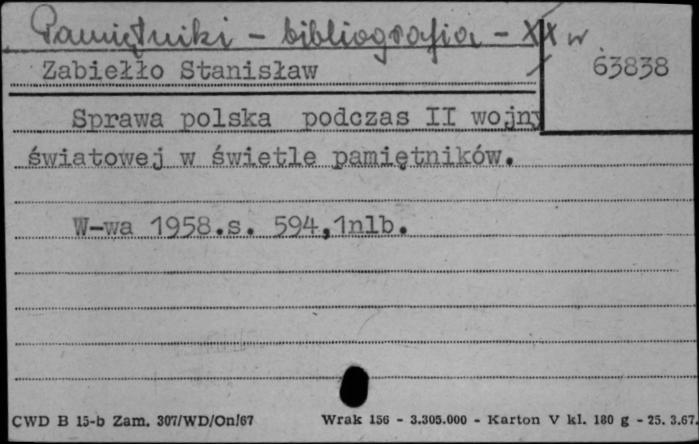 Pamiętniki - bibliografia - XX w
Zabiełło Stanisław
63838
Sprawa polska podczas II wojny
światowej w świetle pamiętników.
W-wa 1958.s. 594,1nlb.
CWD B 15-b Zam. 307/WD/On/67 Wrak 156 - 3.305.000 - Karton V kl. 180 g - 25. 3.67.